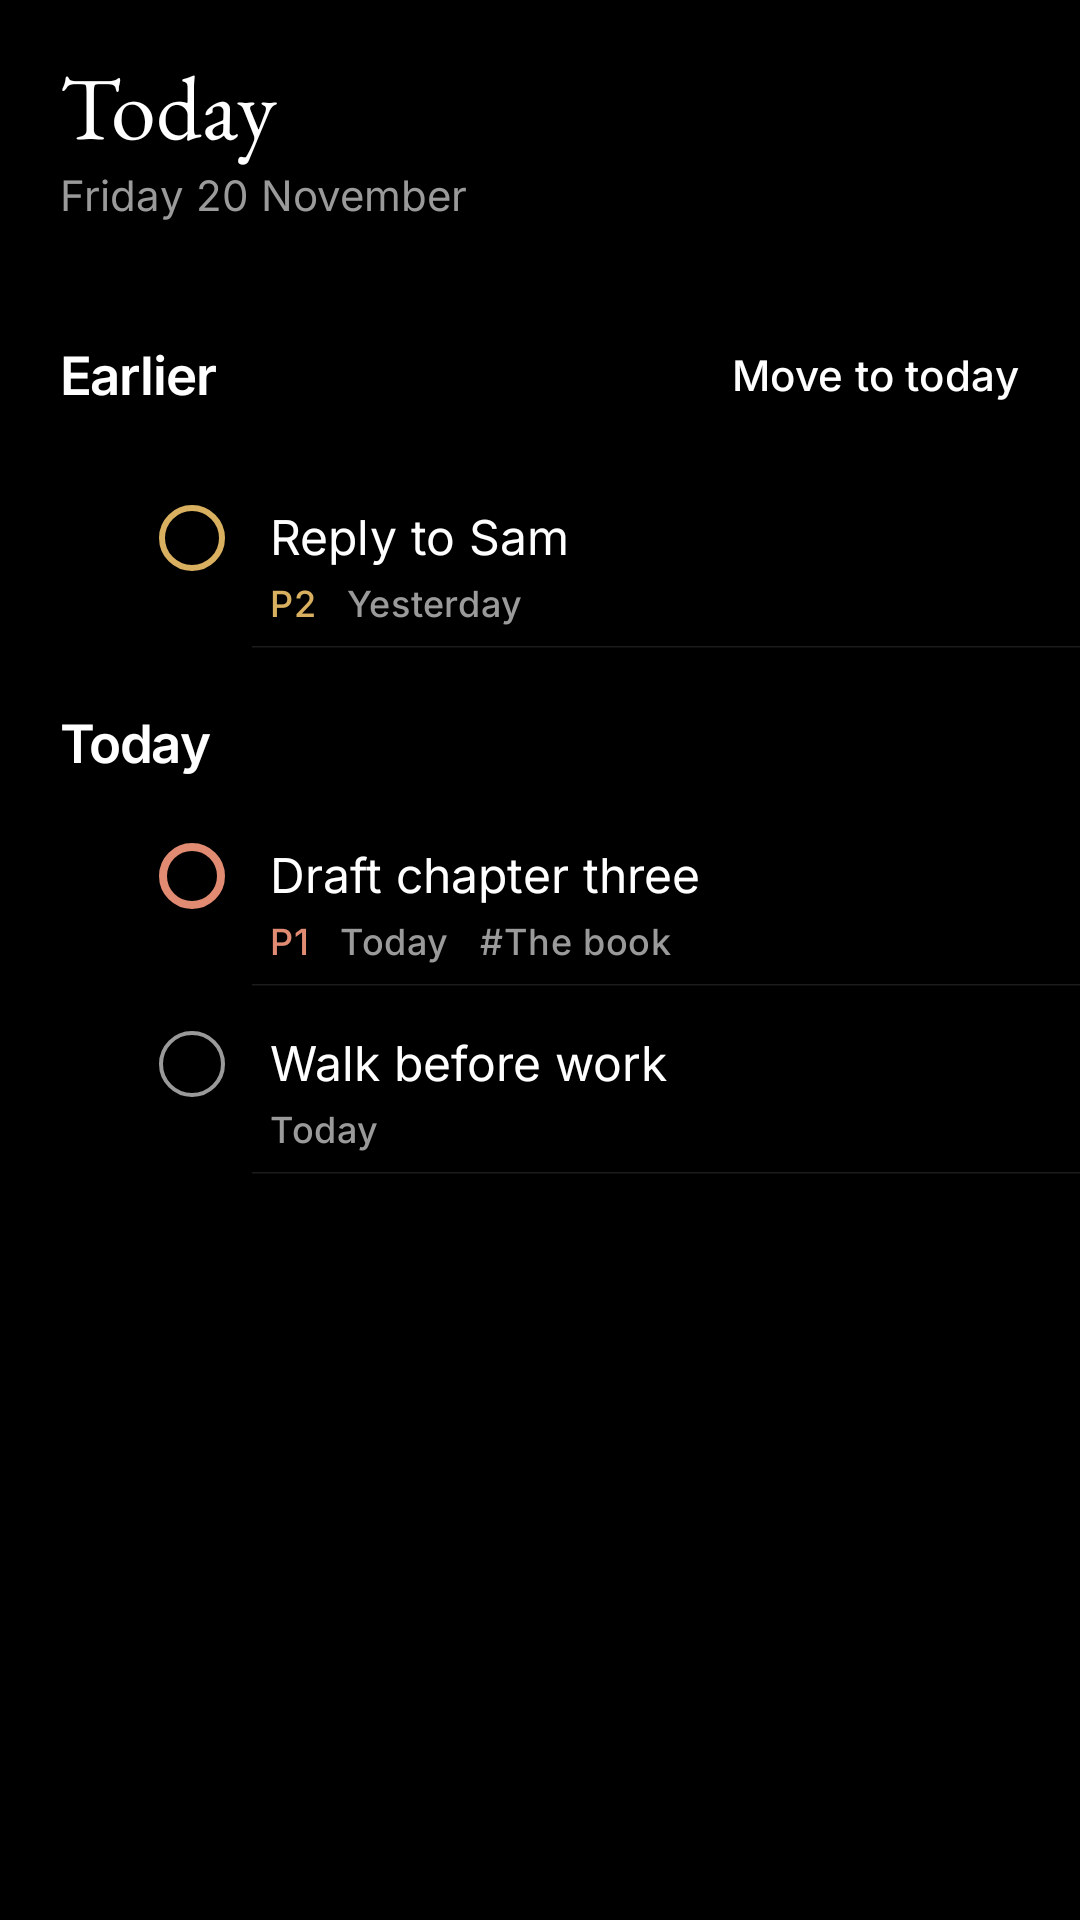 Today
Friday 20 November
Earlier
Move to today
Reply to Sam
P2 Yesterday
Today
Draft chapter three
P1 Today #The book
Walk before work
Today